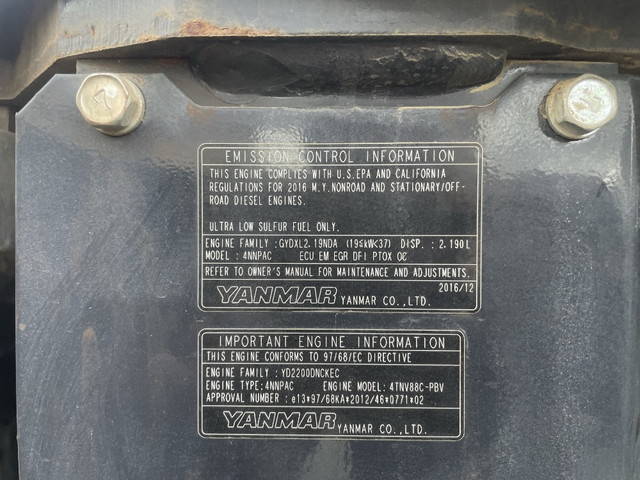 EMISSION CONTROL INFORMATION
THIS ENGINE COMPLIES WITH U.S.EPA AND CALIFORNIA
REGULATIONS FOR 2016 M.Y.NONROAD AND STATIONARY/OFF-
ROAD DIESEL ENGINES.
ULTRA LOW SULFUR FUEL ONLY.
ENGINE FAMILY : GYDXL2.19NDA (19≤kW<37) DISP. : 2.190L
MODEL : 4NNPAC ECU EM EGR DFI PTOX OC
REFER TO OWNER'S MANUAL FOR MAINTENANCE AND ADJUSTMENTS.
2016/12
YANMAR YANMAR CO.,LTD.
IMPORTANT ENGINE INFORMATION
THIS ENGINE CONFORMS TO 97/68/EC DIRECTIVE
ENGINE FAMILY : YD2200DNCKEC
ENGINE TYPE:4NNPAC ENGINE MODEL: 4TNV88C-PBV
APPROVAL NUMBER : e13*97/68KA*2012/46*0771*02
YANMAR YANMAR CO.,LTD.